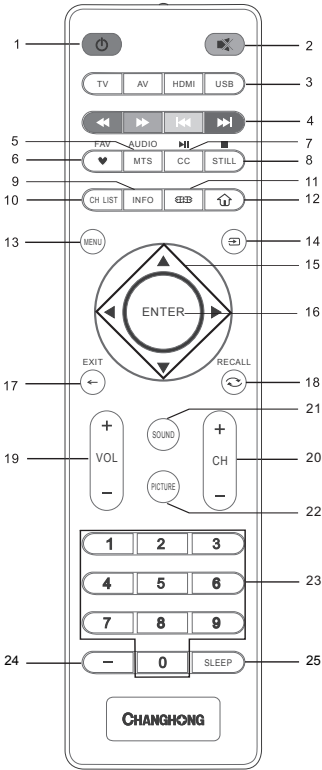 1 2
TV AV HDMI USB 3
4
FAV AUDIO
5 7
6 MTS CC STILL 8
9 11
10 CH LIST INFO 12
13 MENU 14
15
ENTER 16
EXIT RECALL
17 18
21
+ SOUND +
19 VOL CH 20
- PICTURE -
22
1 2 3
4 5 6 23
7 8 9
24 - 0 SLEEP 25
CHANGHONG